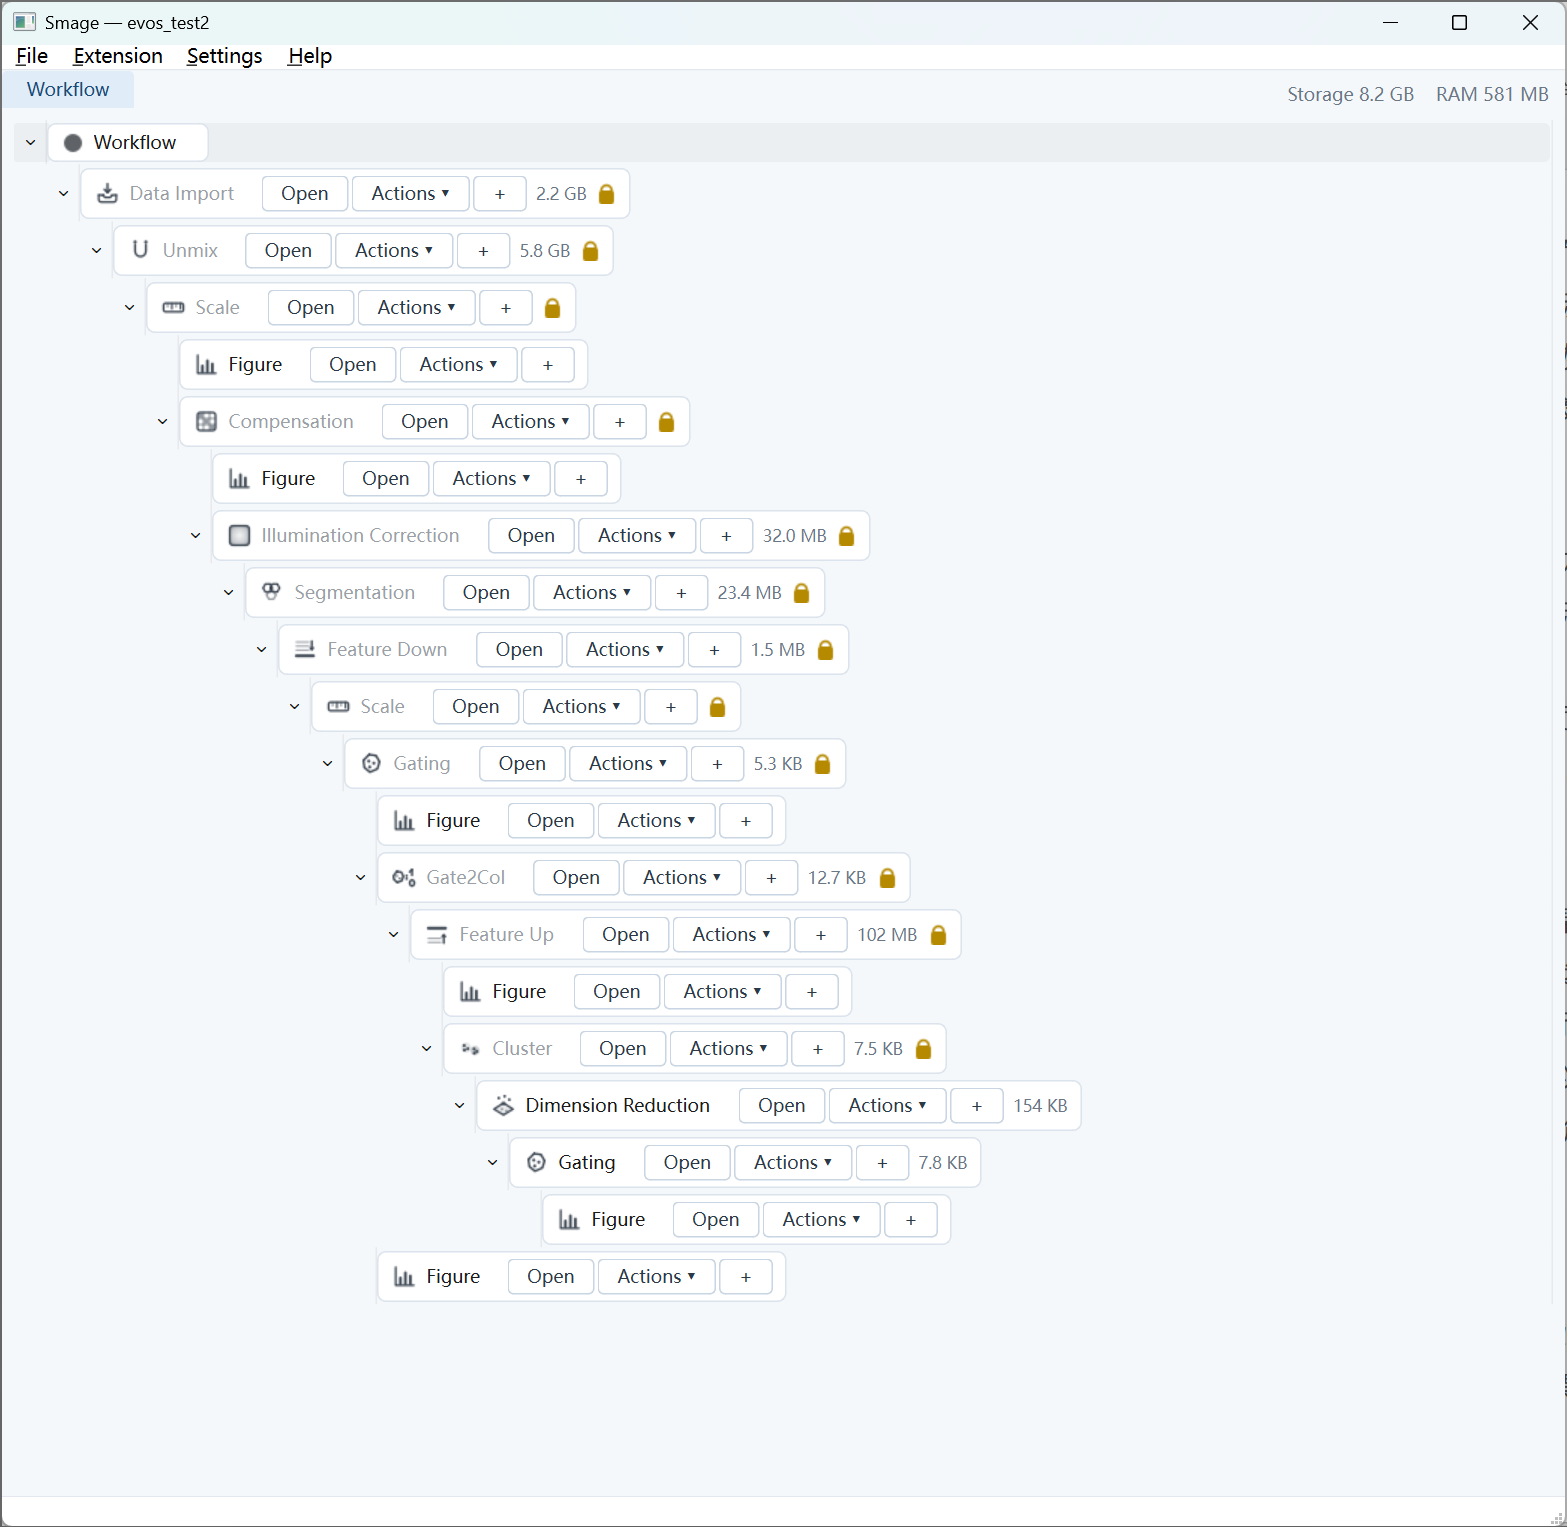 Smage — evos_test2
File Extension Settings Help
Workflow Storage 8.2 GB RAM 581 MB
Workflow
Data Import Open Actions ▾ + 2.2 GB
Unmix Open Actions ▾ + 5.8 GB
Scale Open Actions ▾ +
Figure Open Actions ▾ +
Compensation Open Actions ▾ +
Figure Open Actions ▾ +
Illumination Correction Open Actions ▾ + 32.0 MB
Segmentation Open Actions ▾ + 23.4 MB
Feature Down Open Actions ▾ + 1.5 MB
Scale Open Actions ▾ +
Gating Open Actions ▾ + 5.3 KB
Figure Open Actions ▾ +
Gate2Col Open Actions ▾ + 12.7 KB
Feature Up Open Actions ▾ + 102 MB
Figure Open Actions ▾ +
Cluster Open Actions ▾ + 7.5 KB
Dimension Reduction Open Actions ▾ + 154 KB
Gating Open Actions ▾ + 7.8 KB
Figure Open Actions ▾ +
Figure Open Actions ▾ +